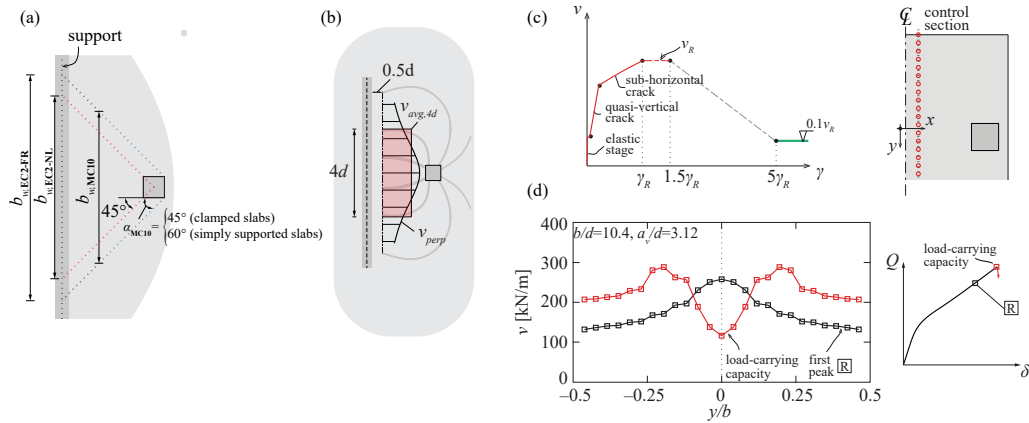 (a)
support
b_w,EC2-FR
b_w,EC2-NL
b_w,MC10
45°
α_MC10 = { 45° (clamped slabs)
60° (simply supported slabs)
(b)
0.5d
v_avg,4d
4d
v_perp
(c)
v
v_R
sub-horizontal
crack
quasi-vertical
crack
elastic
stage
0.1v_R
γ_R
1.5γ_R
5γ_R
γ
℄
control
section
x
y
(d)
b/d=10.4, a_v/d=3.12
400
300
200
100
0
v [kN/m]
load-carrying
capacity
first
peak R
−0.5
−0.25
0
0.25
0.5
y/b
load-carrying
capacity
Q
R
δ